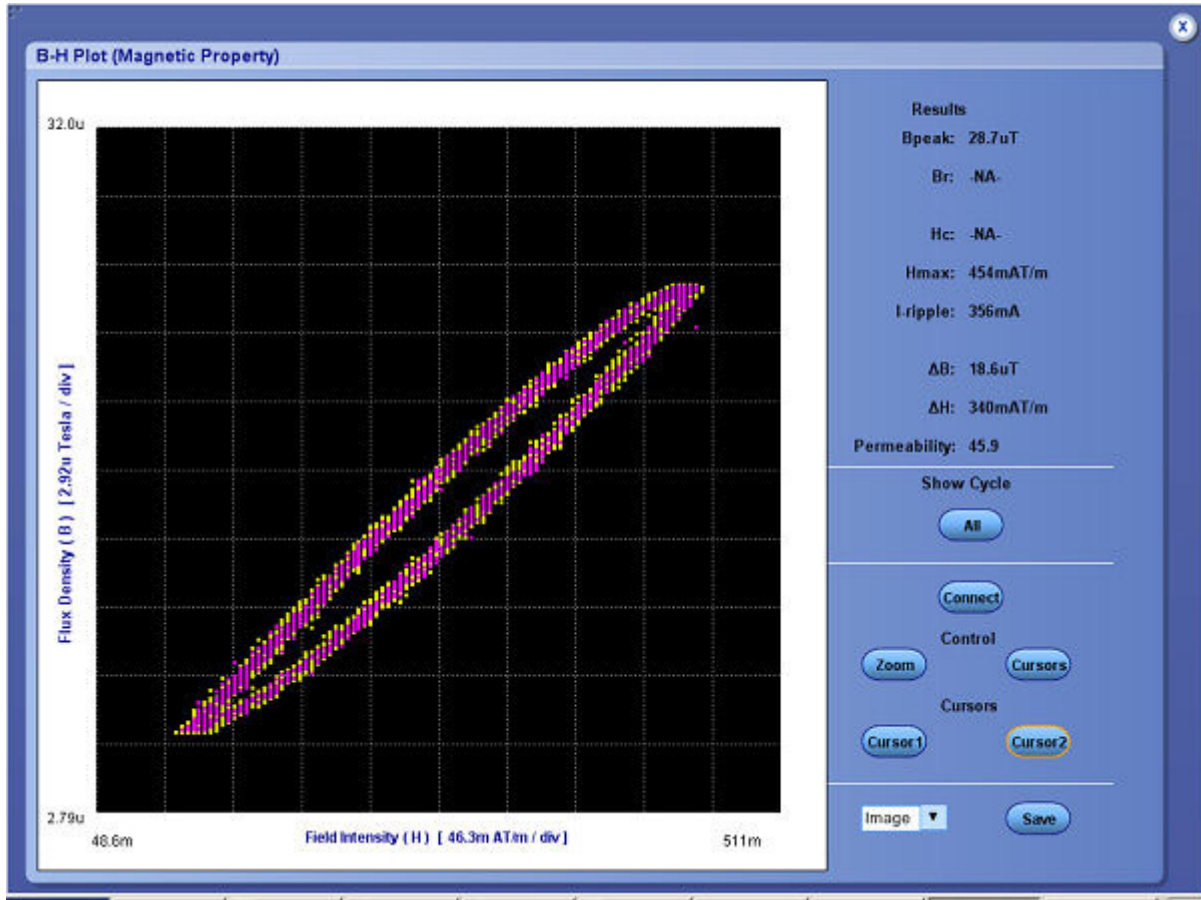 X
B-H Plot (Magnetic Property)
32.0u
Flux Density ( B ) [ 2.92u Tesla / div ]
2.79u
48.6m
Field Intensity ( H ) [ 46.3m AT/m / div ]
511m
Results
Bpeak: 28.7uT
Br: -NA-
Hc: -NA-
Hmax: 454mAT/m
I-ripple: 356mA
ΔB: 18.6uT
ΔH: 340mAT/m
Permeability: 45.9
Show Cycle
All
Connect
Control
Zoom Cursors
Cursors
Cursor1 Cursor2
Image Save